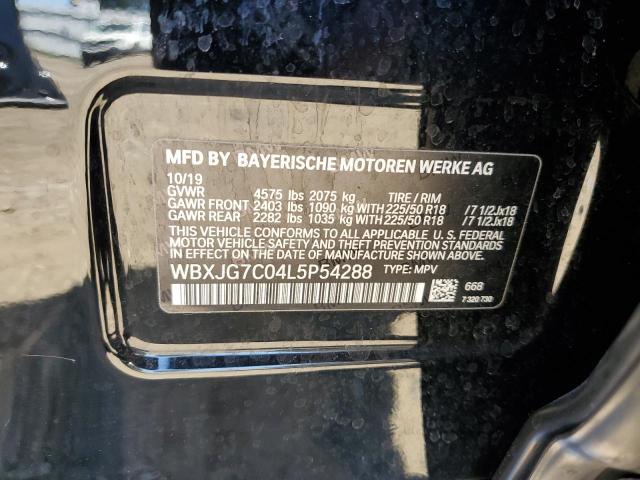 MFD BY BAYERISCHE MOTOREN WERKE AG
10/19
GVWR 4575 lbs 2075 kg TIRE / RIM
GAWR FRONT 2403 lbs 1090 kg WITH 225/50 R18 /7 1/2Jx18
GAWR REAR 2282 lbs 1035 kg WITH 225/50 R18 /7 1/2Jx18
THIS VEHICLE CONFORMS TO ALL APPLICABLE U. S. FEDERAL
MOTOR VEHICLE SAFETY AND THEFT PREVENTION STANDARDS
IN EFFECT ON THE DATE OF MANUFACTURE SHOWN ABOVE.
WBXJG7C04L5P54288 TYPE: MPV
668
7 320 730